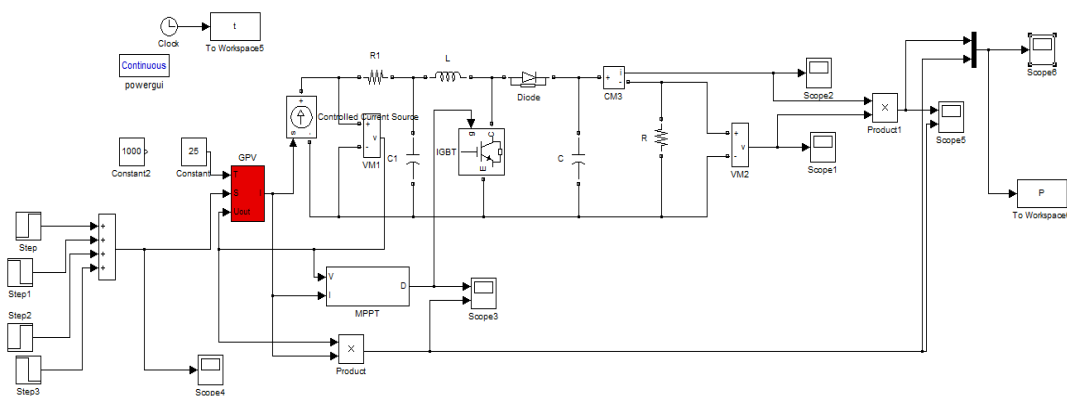 Clock
t
To Workspace5
Continuous
powergui
R1
L
Diode
+
i
-
CM3
Scope2
Scope6
+
s
-
Controlled Current Source
+
v
-
VM1
C1
g
C
IGBT
E
C
R
+
v
-
VM2
Scope1
X
Product1
Scope5
1000
Constant2
25
Constant
GPV
T
S
Uout
I
P
To Workspace
Step
Step1
Step2
Step3
+
+
+
+
V
I
D
MPPT
Scope3
X
Product
Scope4